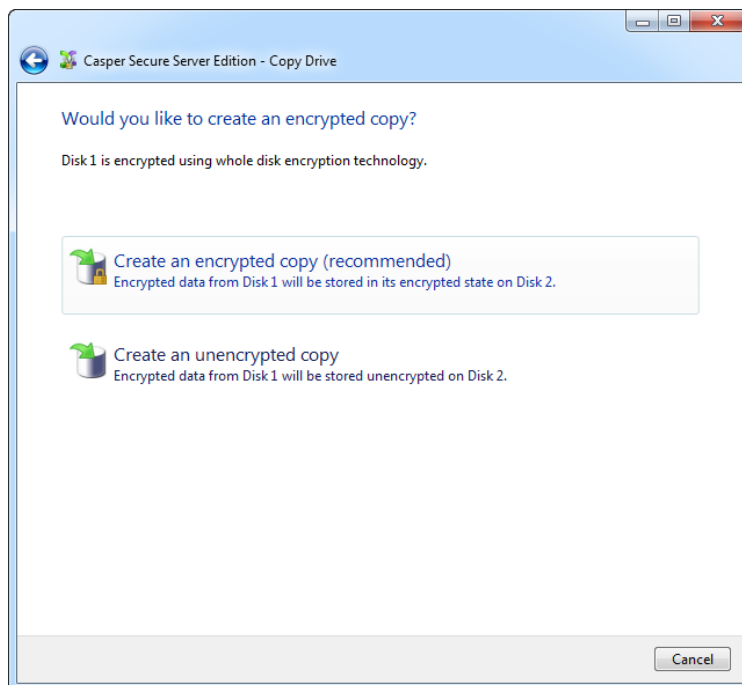 Casper Secure Server Edition - Copy Drive
Would you like to create an encrypted copy?
Disk 1 is encrypted using whole disk encryption technology.
Create an encrypted copy (recommended)
Encrypted data from Disk 1 will be stored in its encrypted state on Disk 2.
Create an unencrypted copy
Encrypted data from Disk 1 will be stored unencrypted on Disk 2.
Cancel